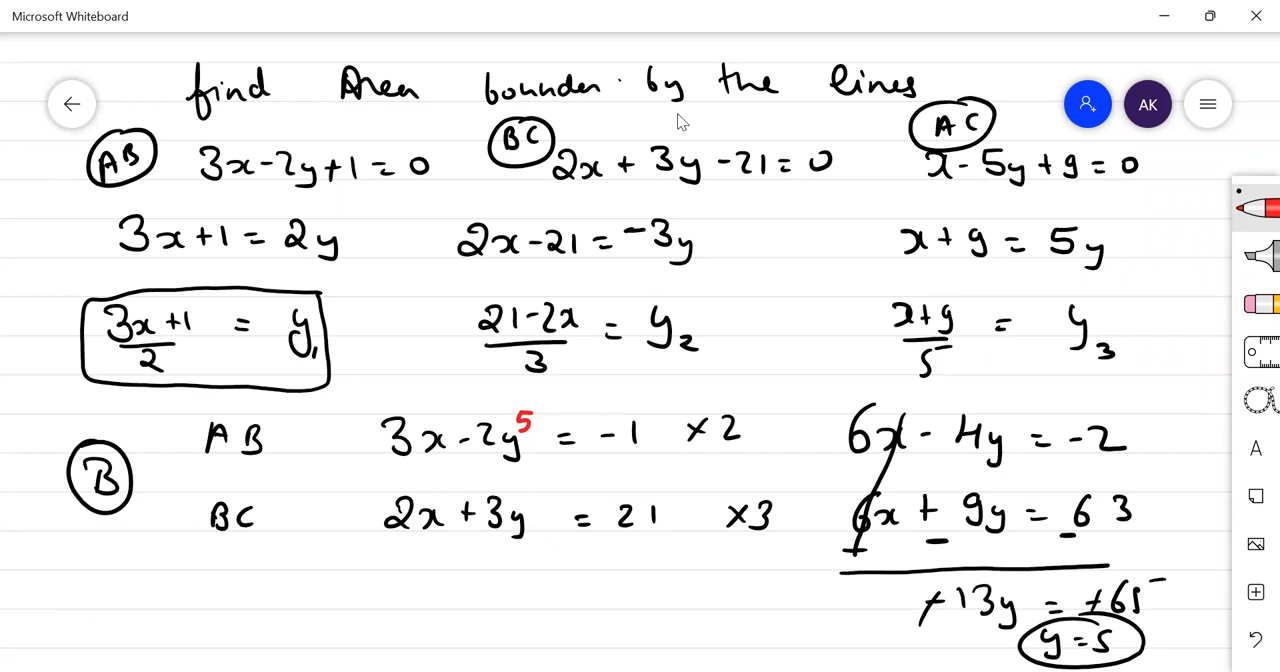 Microsoft Whiteboard
find Area bounded by the lines
AK
AB 3x-2y+1=0 BC 2x+3y-21=0 AC x-5y+9=0
3x+1=2y 2x-21=-3y x+9=5y
3x+1/2 = y₁ 21-2x/3 = y₂ x+9/5 = y₃
B AB 3x-2y⁵ = -1 ×2 6x-4y=-2
BC 2x+3y = 21 ×3 6x+9y=63
-13y = -65
y=5